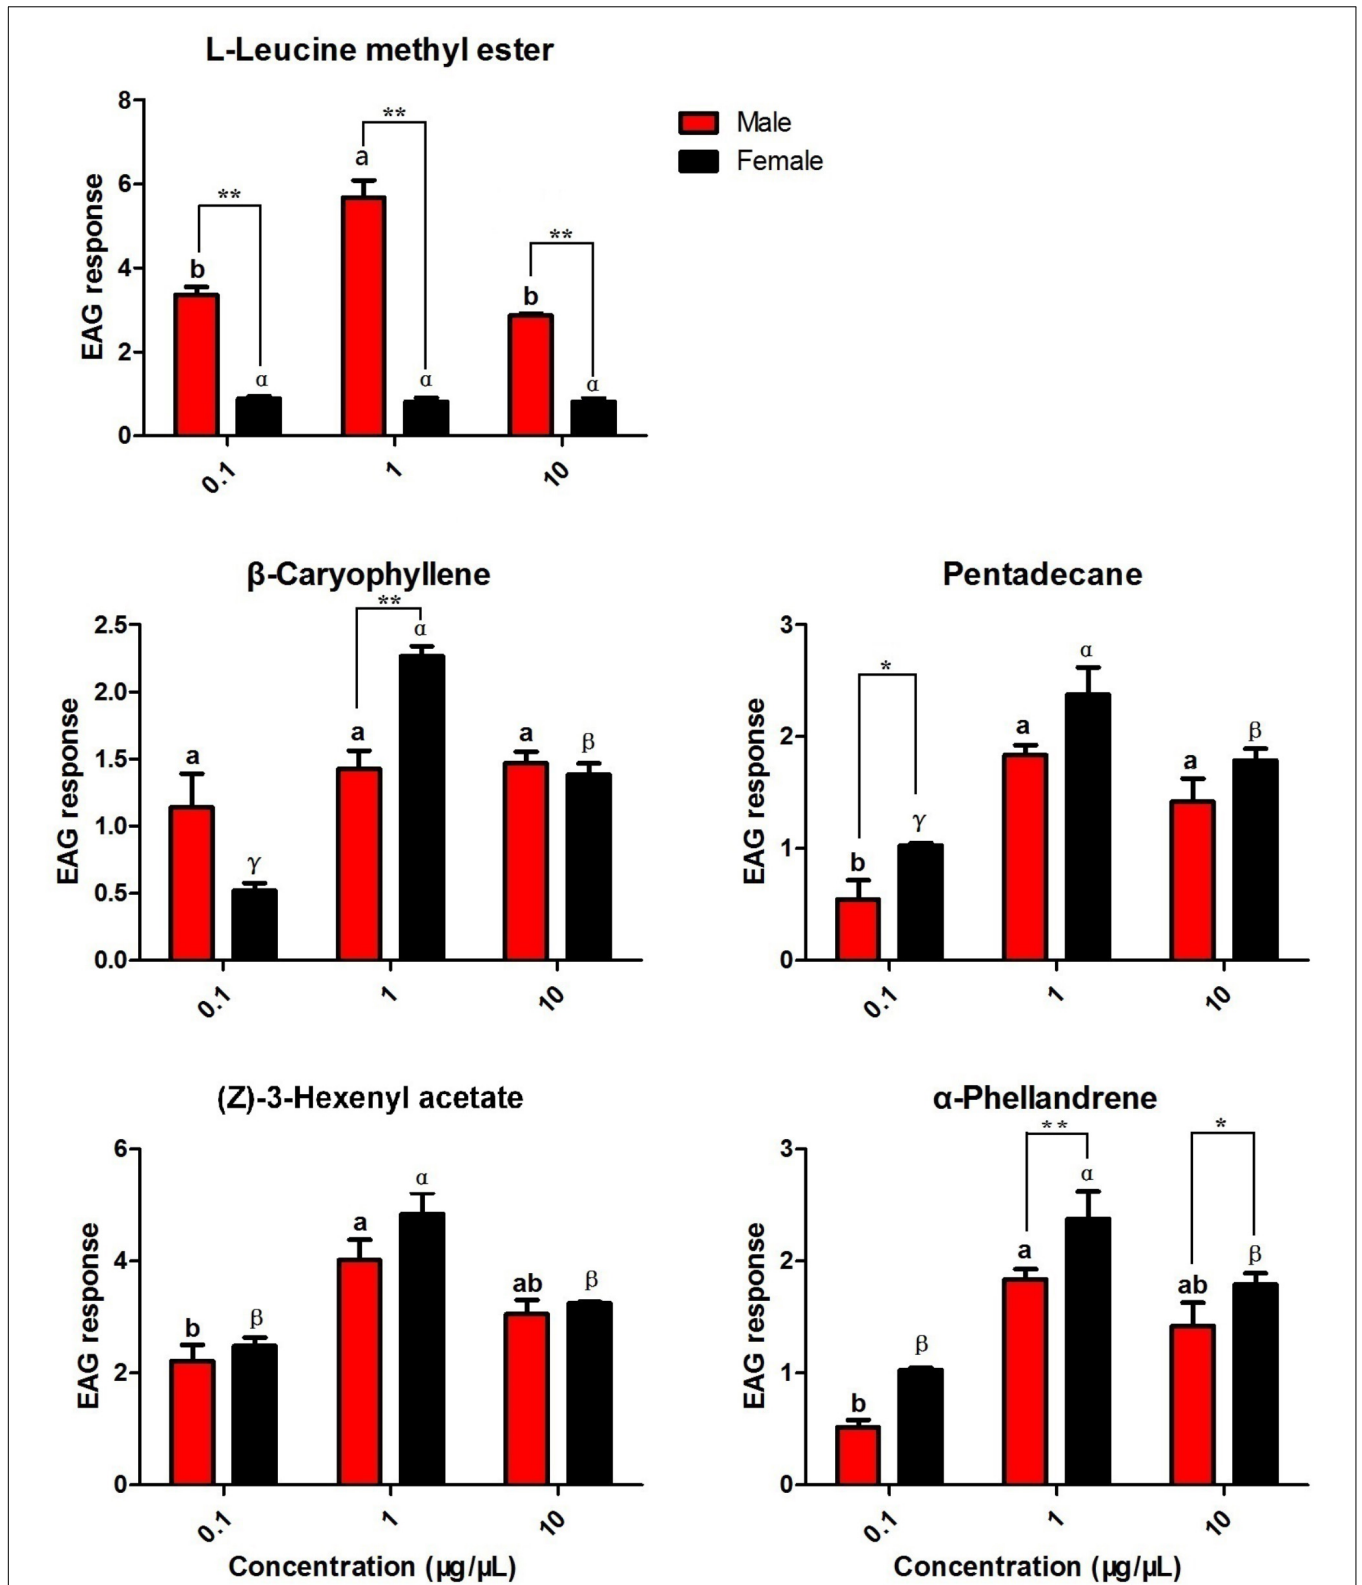 L-Leucine methyl ester
EAG response
8
6
4
2
0
** ** **
b a b
α α α
0.1 1 10
Male
Female
β-Caryophyllene
EAG response
2.5
2.0
1.5
1.0
0.5
0.0
**
a a a
γ α β
0.1 1 10
Pentadecane
EAG response
3
2
1
0
*
b a a
γ α β
0.1 1 10
(Z)-3-Hexenyl acetate
EAG response
6
4
2
0
b a ab
β α β
0.1 1 10
Concentration (µg/µL)
α-Phellandrene
EAG response
3
2
1
0
** *
b a ab
β α β
0.1 1 10
Concentration (µg/µL)